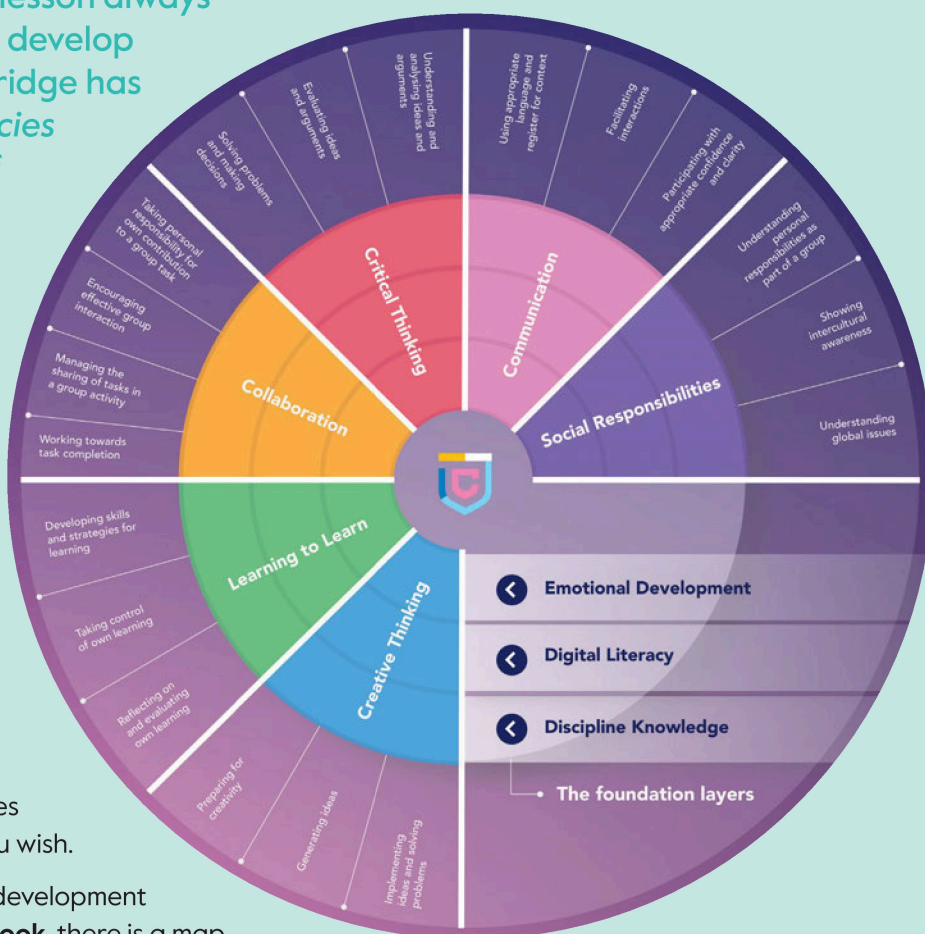 lesson always
develop
ridge has
cies
Understanding and
analysing ideas and
arguments
Evaluating ideas
and arguments
Solving problems
and making
decisions
Using appropriate
language and
register for context
Facilitating
interactions
Participating with
appropriate confidence
and clarity
Understanding
personal
responsibilities as
part of a group
Showing
intercultural
awareness
Understanding
global issues
Taking personal
responsibility for
own contribution
to a group task
Encouraging
effective group
interaction
Managing the
sharing of tasks in
a group activity
Working towards
task completion
Developing skills
and strategies for
learning
Taking control
of own learning
Reflecting on
and evaluating
own learning
Preparing for
creativity
Generating ideas
Implementing
ideas and solving
problems
Critical Thinking
Communication
Collaboration
Social Responsibilities
Learning to Learn
Creative Thinking
C
Emotional Development
Digital Literacy
Discipline Knowledge
The foundation layers
es
u wish.
development
ook, there is a map